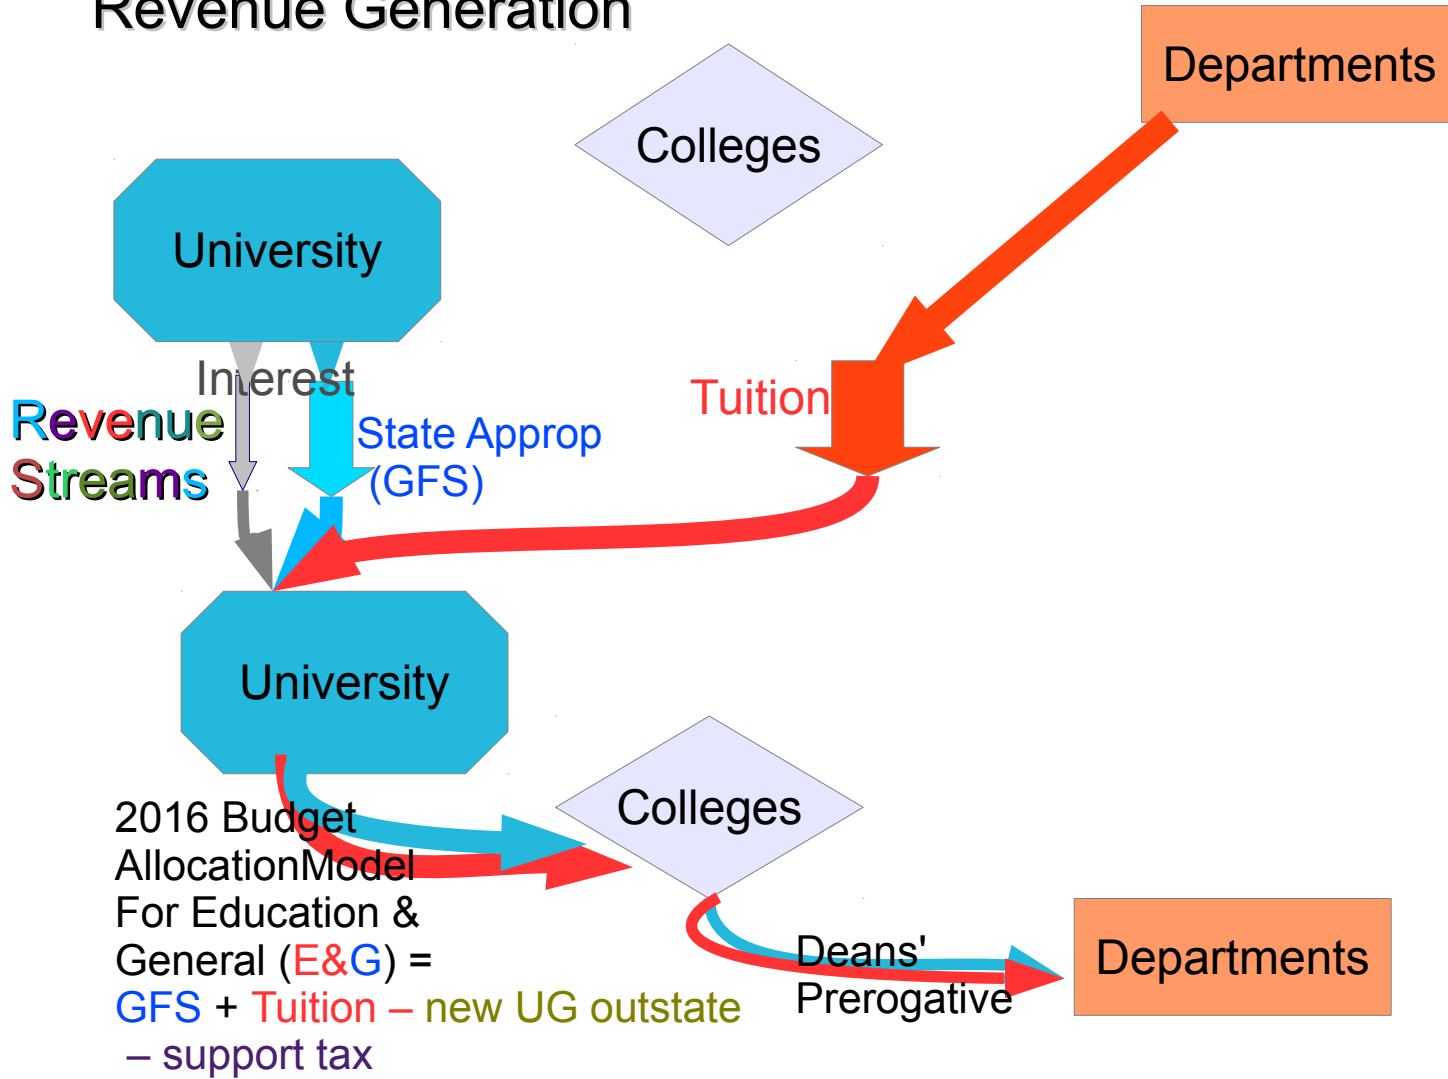 Revenue Generation
Departments
Colleges
University
Interest
Revenue
Streams
State Approp
(GFS)
Tuition
University
Colleges
2016 Budget
AllocationModel
For Education &
General (E&G) =
GFS + Tuition – new UG outstate
– support tax
Deans'
Prerogative
Departments